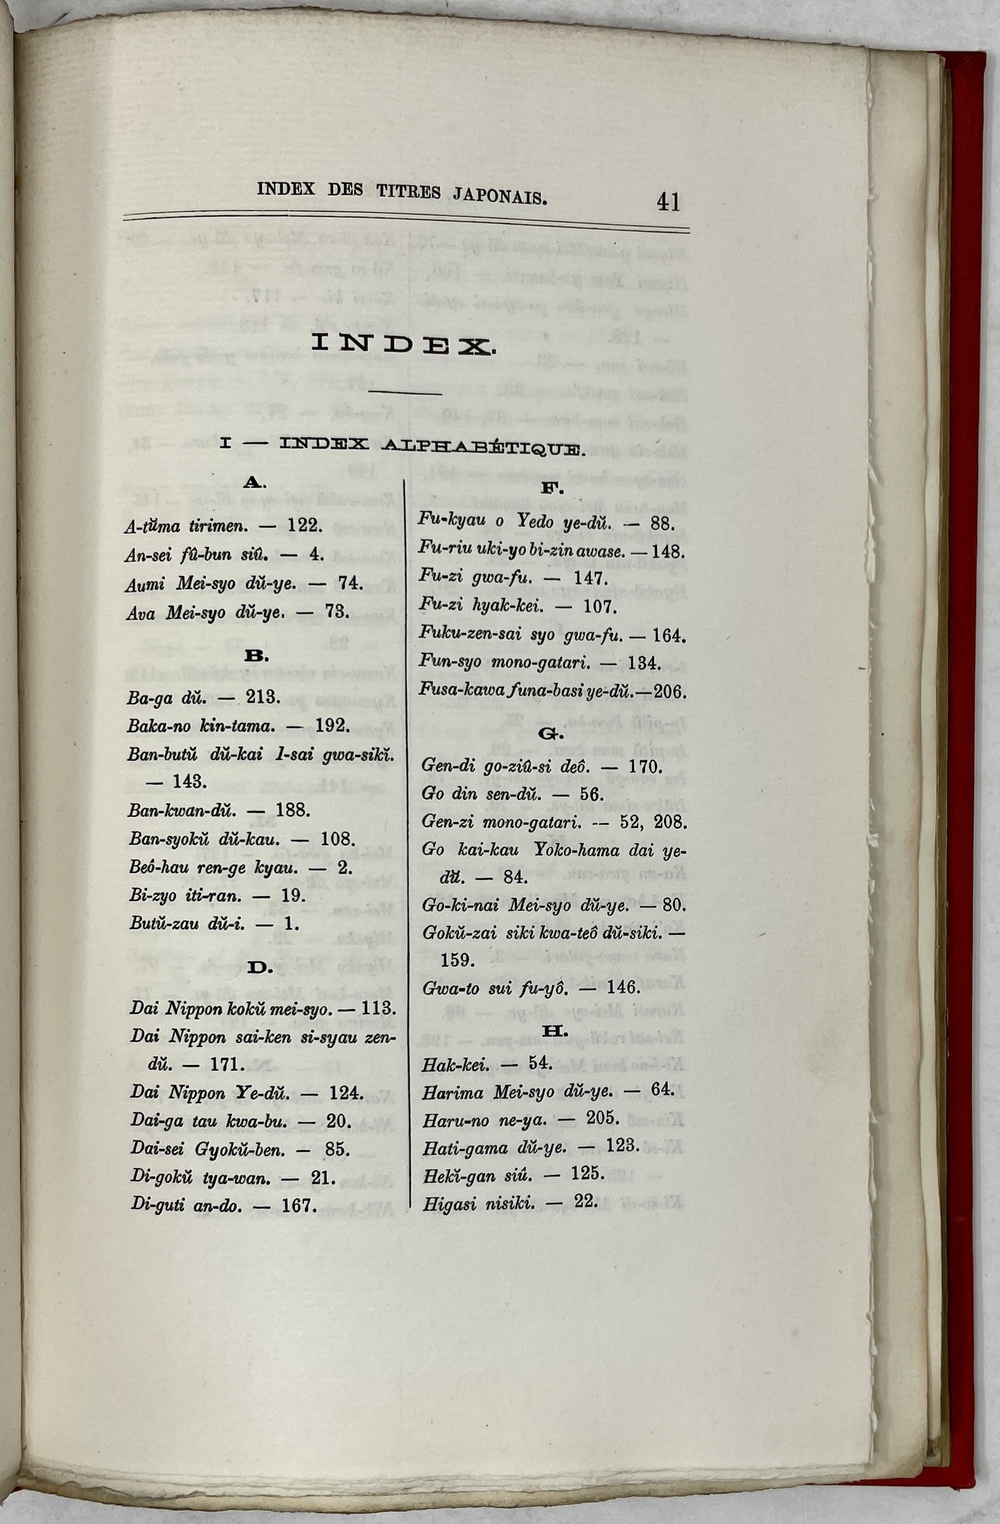 INDEX DES TITRES JAPONAIS. 41
INDEX.
I — INDEX ALPHABÉTIQUE.
A.
A-tŭma tirimen. — 122.
An-sei fû-bun siû. — 4.
Aumi Mei-syo dŭ-ye. — 74.
Ava Mei-syo dŭ-ye. — 73.
B.
Ba-ga dŭ. — 213.
Baka-no kin-tama. — 192.
Ban-butŭ dŭ-kai 1-sai gwa-sikĭ.
— 143.
Ban-kwan-dŭ. — 188.
Ban-syokŭ dŭ-kau. — 108.
Beô-hau ren-ge kyau. — 2.
Bi-zyo iti-ran. — 19.
Butŭ-zau dŭ-i. — 1.
D.
Dai Nippon kokŭ mei-syo. — 113.
Dai Nippon sai-ken si-syau zen-
dŭ. — 171.
Dai Nippon Ye-dŭ. — 124.
Dai-ga tau kwa-bu. — 20.
Dai-sei Gyokŭ-ben. — 85.
Di-gokŭ tya-wan. — 21.
Di-guti an-do. — 167.
F.
Fu-kyau o Yedo ye-dŭ. — 88.
Fu-riu uki-yo bi-zin awase. — 148.
Fu-zi gwa-fu. — 147.
Fu-zi hyak-kei. — 107.
Fuku-zen-sai syo gwa-fu. — 164.
Fun-syo mono-gatari. — 134.
Fusa-kawa funa-basi ye-dŭ.—206.
G.
Gen-di go-ziû-si deô. — 170.
Go din sen-dŭ. — 56.
Gen-zi mono-gatari. — 52, 208.
Go kai-kau Yoko-hama dai ye-
dŭ. — 84.
Go-ki-nai Mei-syo dŭ-ye. — 80.
Gokŭ-zai siki kwa-teô dŭ-siki. —
159.
Gwa-to sui fu-yô. — 146.
H.
Hak-kei. — 54.
Harima Mei-syo dŭ-ye. — 64.
Haru-no ne-ya. — 205.
Hati-gama dŭ-ye. — 123.
Hekĭ-gan siû. — 125.
Higasi nisiki. — 22.